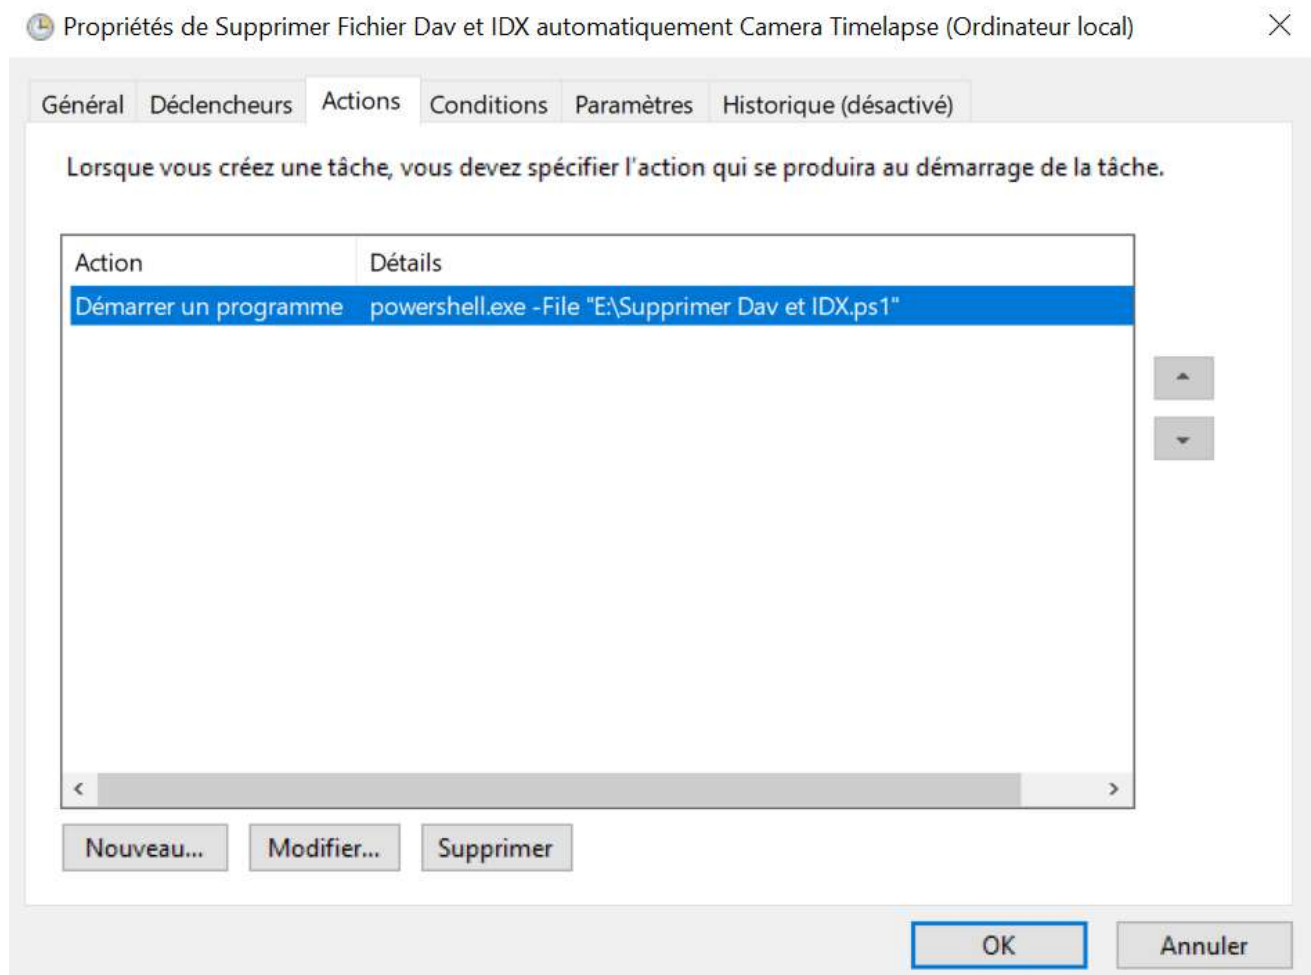 Propriétés de Supprimer Fichier Dav et IDX automatiquement Camera Timelapse (Ordinateur local)
Général Déclencheurs Actions Conditions Paramètres Historique (désactivé)
Lorsque vous créez une tâche, vous devez spécifier l'action qui se produira au démarrage de la tâche.
Action Détails
Démarrer un programme powershell.exe -File "E:\Supprimer Dav et IDX.ps1"
Nouveau... Modifier... Supprimer
OK Annuler